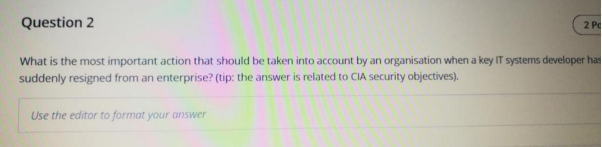 Question 2
2
What is the most important action that should be taken into account by an organisation when a key IT systems developer has
suddenly resigned from an enterprise? (tip: the answer is related to CIA security objectives).
Use the editor to format your answer